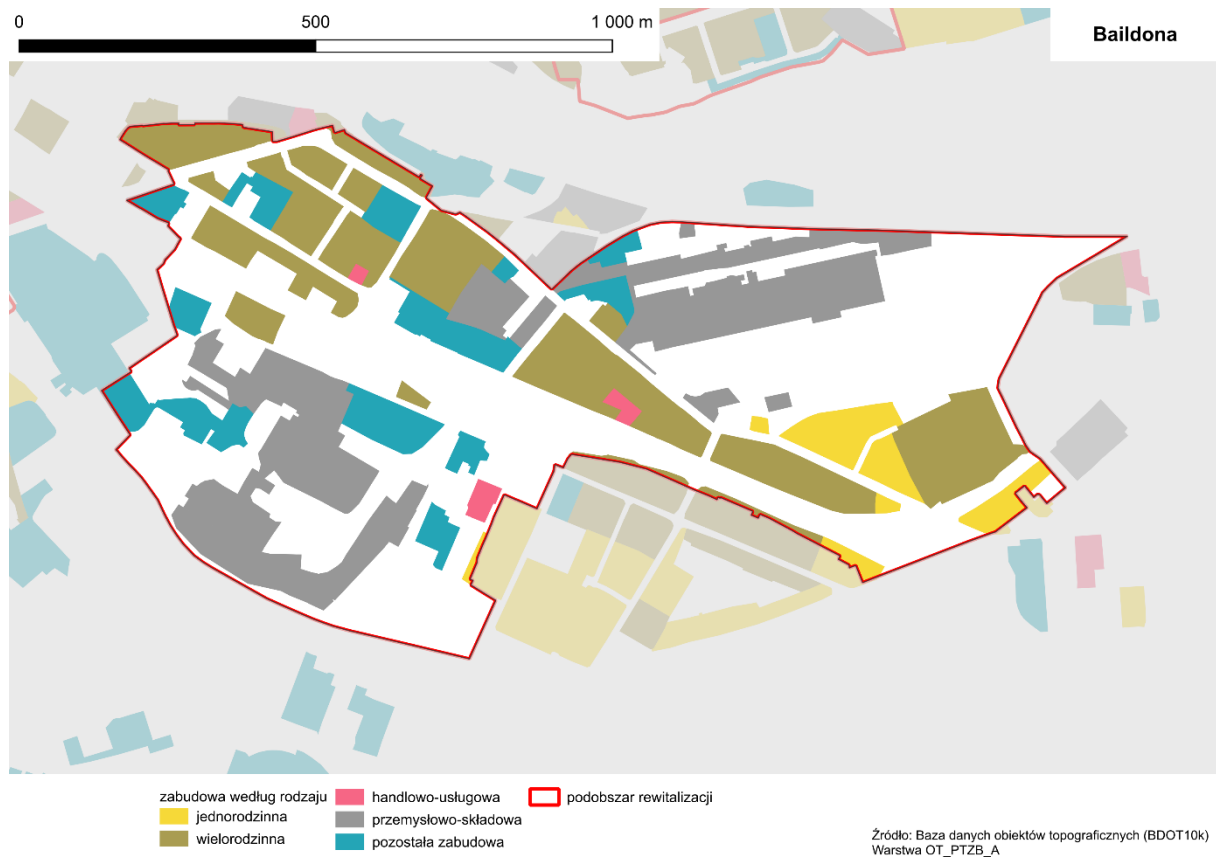 0 500 1 000 m
Baildona
zabudowa według rodzaju
jednorodzinna
wielorodzinna
handlowo-usługowa
przemysłowo-składowa
pozostała zabudowa
podobszar rewitalizacji
Źródło: Baza danych obiektów topograficznych (BDOT10k)
Warstwa OT_PTZB_A